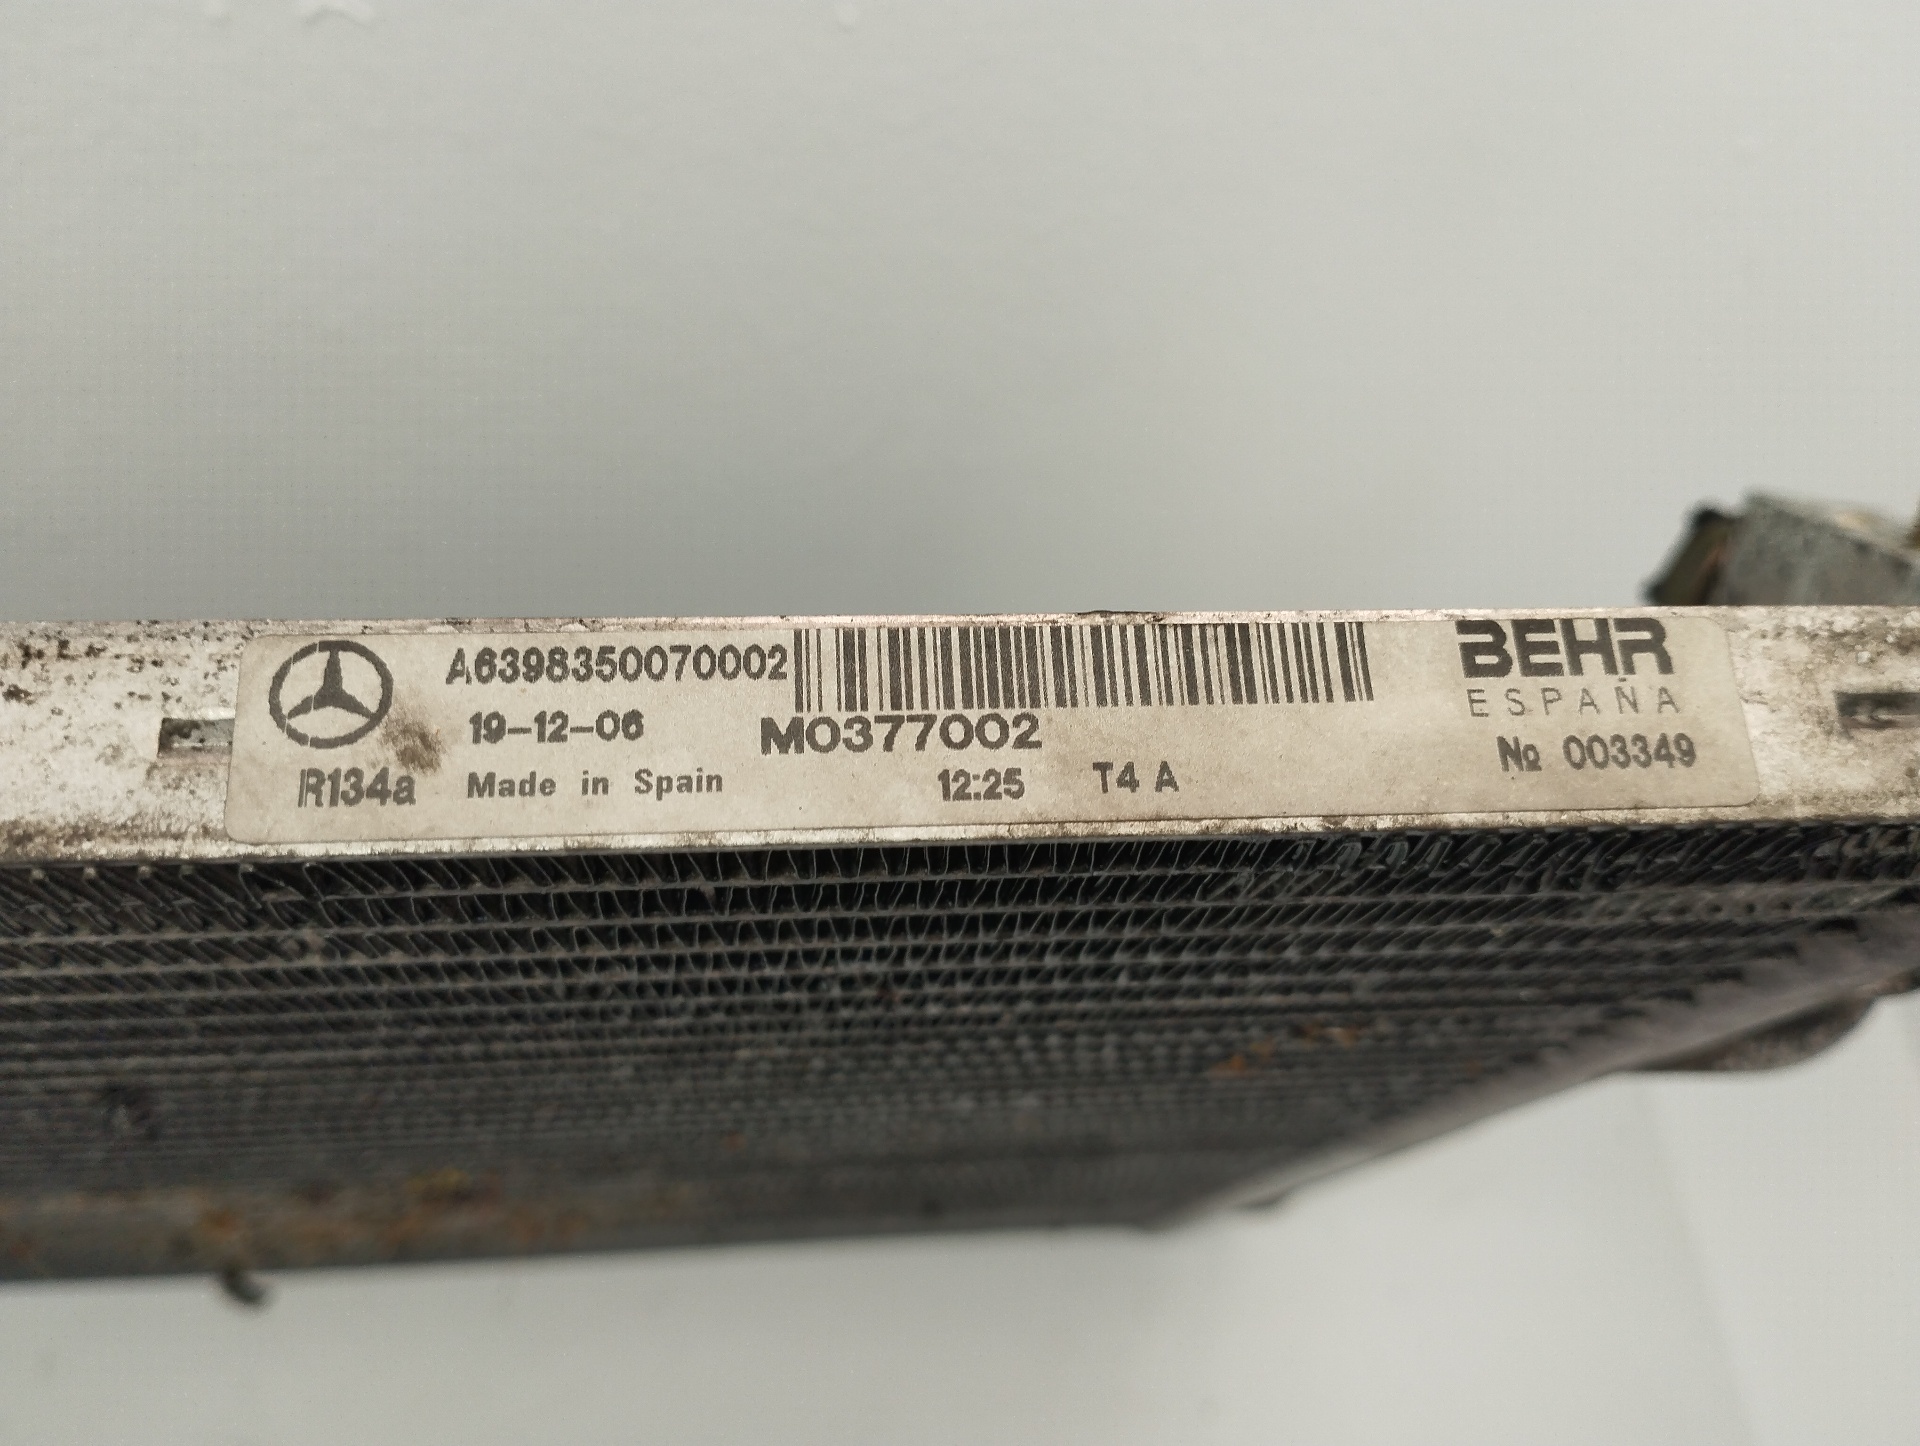 A6398350070002
BEHR
ESPAÑA
19-12-06
M0377002
Nº 003349
R134a
Made in Spain
12:25
T4 A